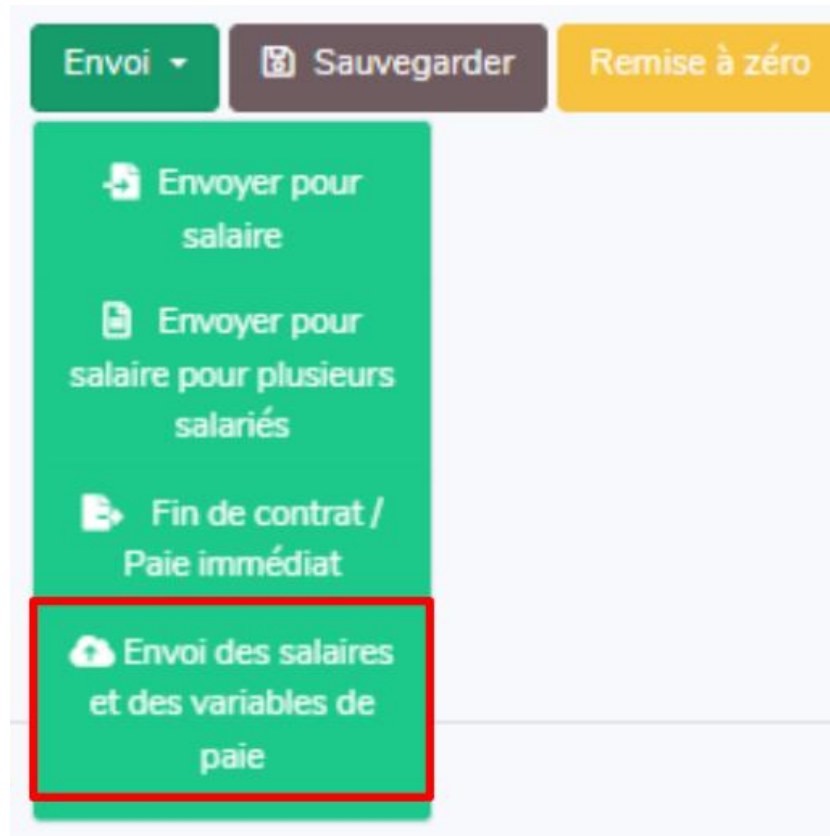 Envoi
Sauvegarder
Remise à zéro
Envoyer pour
salaire
Envoyer pour
salaire pour plusieurs
salariés
Fin de contrat /
Paie immédiat
Envoi des salaires
et des variables de
paie